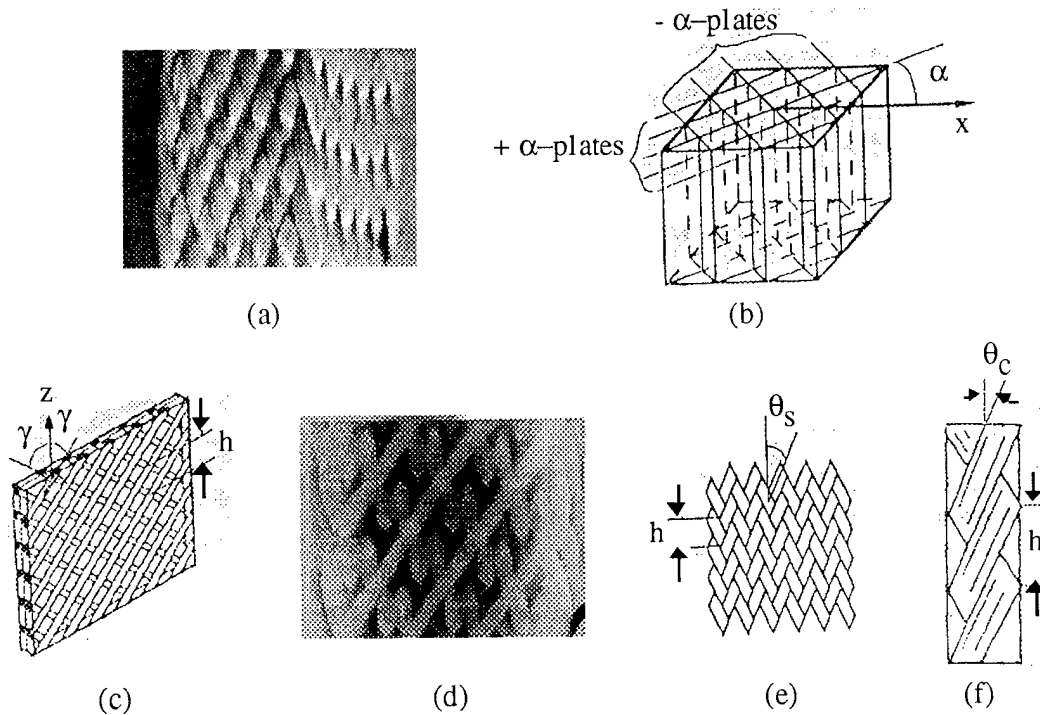 - α–plates
α
x
+ α–plates
(a)
(b)
z
γ
γ
h
θc
θs
h
h
(c)
(d)
(e)
(f)